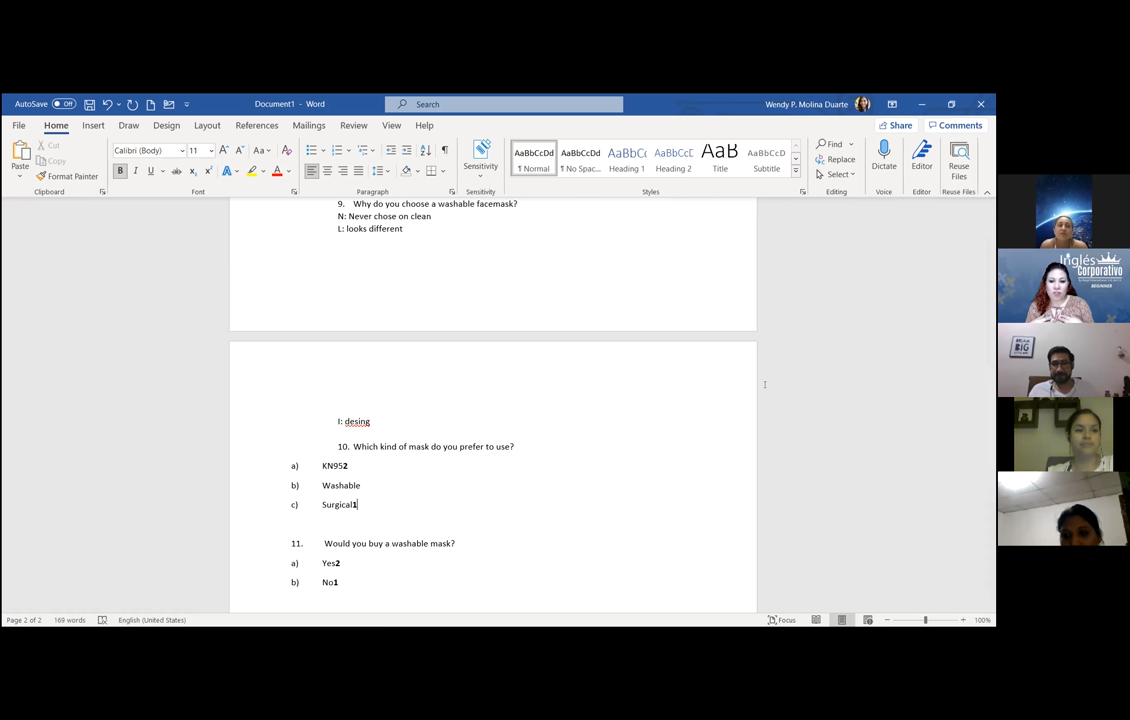 AutoSave Off Document1 - Word Search Wendy P. Molina Duarte
File Home Insert Draw Design Layout References Mailings Review View Help Share Comments
Paste Cut Copy Format Painter Clipboard
Calibri (Body) 11 Font
Paragraph
Sensitivity Sensitivity
AaBbCcDd ¶ Normal AaBbCcDd ¶ No Spac... AaBbC( Heading 1 AaBbCcE Heading 2 AaB Title AaBbCcD Subtitle Styles
Find Replace Select Editing
Dictate Voice
Editor Editor
Reuse Files Reuse Files
9. Why do you choose a washable facemask?
N: Never chose on clean
L: looks different
I: desing
10. Which kind of mask do you prefer to use?
a) KN952
b) Washable
c) Surgical1
11. Would you buy a washable mask?
a) Yes2
b) No1
Page 2 of 2 169 words English (United States) Focus 100%
Inglés
Corporativo
BEGINNER
BIG